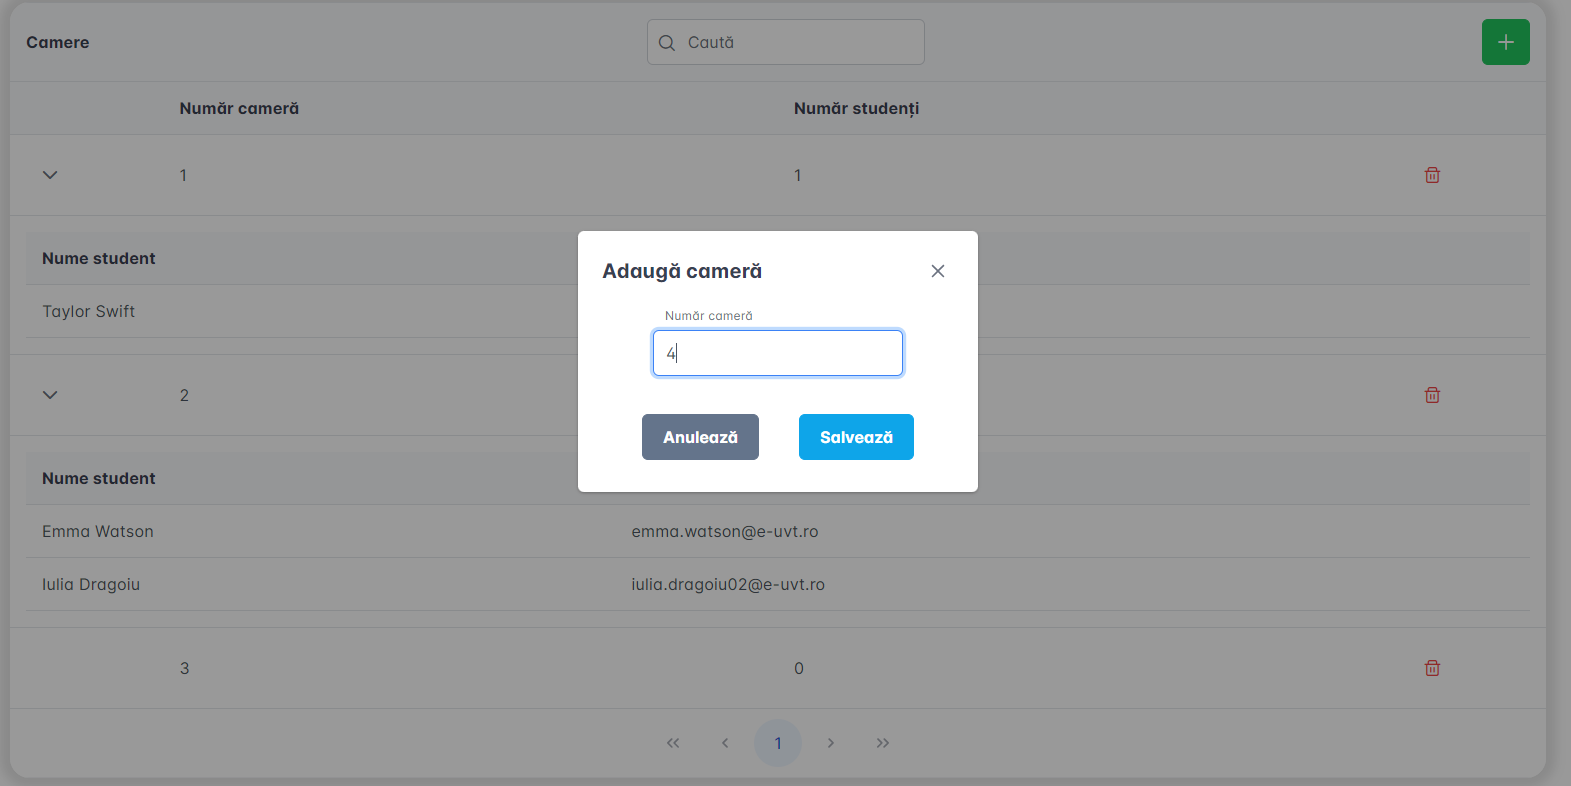 Camere
Caută
Număr cameră Număr studenți
1 1
Nume student
Taylor Swift
2
Nume student
Emma Watson emma.watson@e-uvt.ro
Iulia Dragoiu iulia.dragoiu02@e-uvt.ro
3 0
1
Adaugă cameră
Număr cameră
4
Anulează Salvează